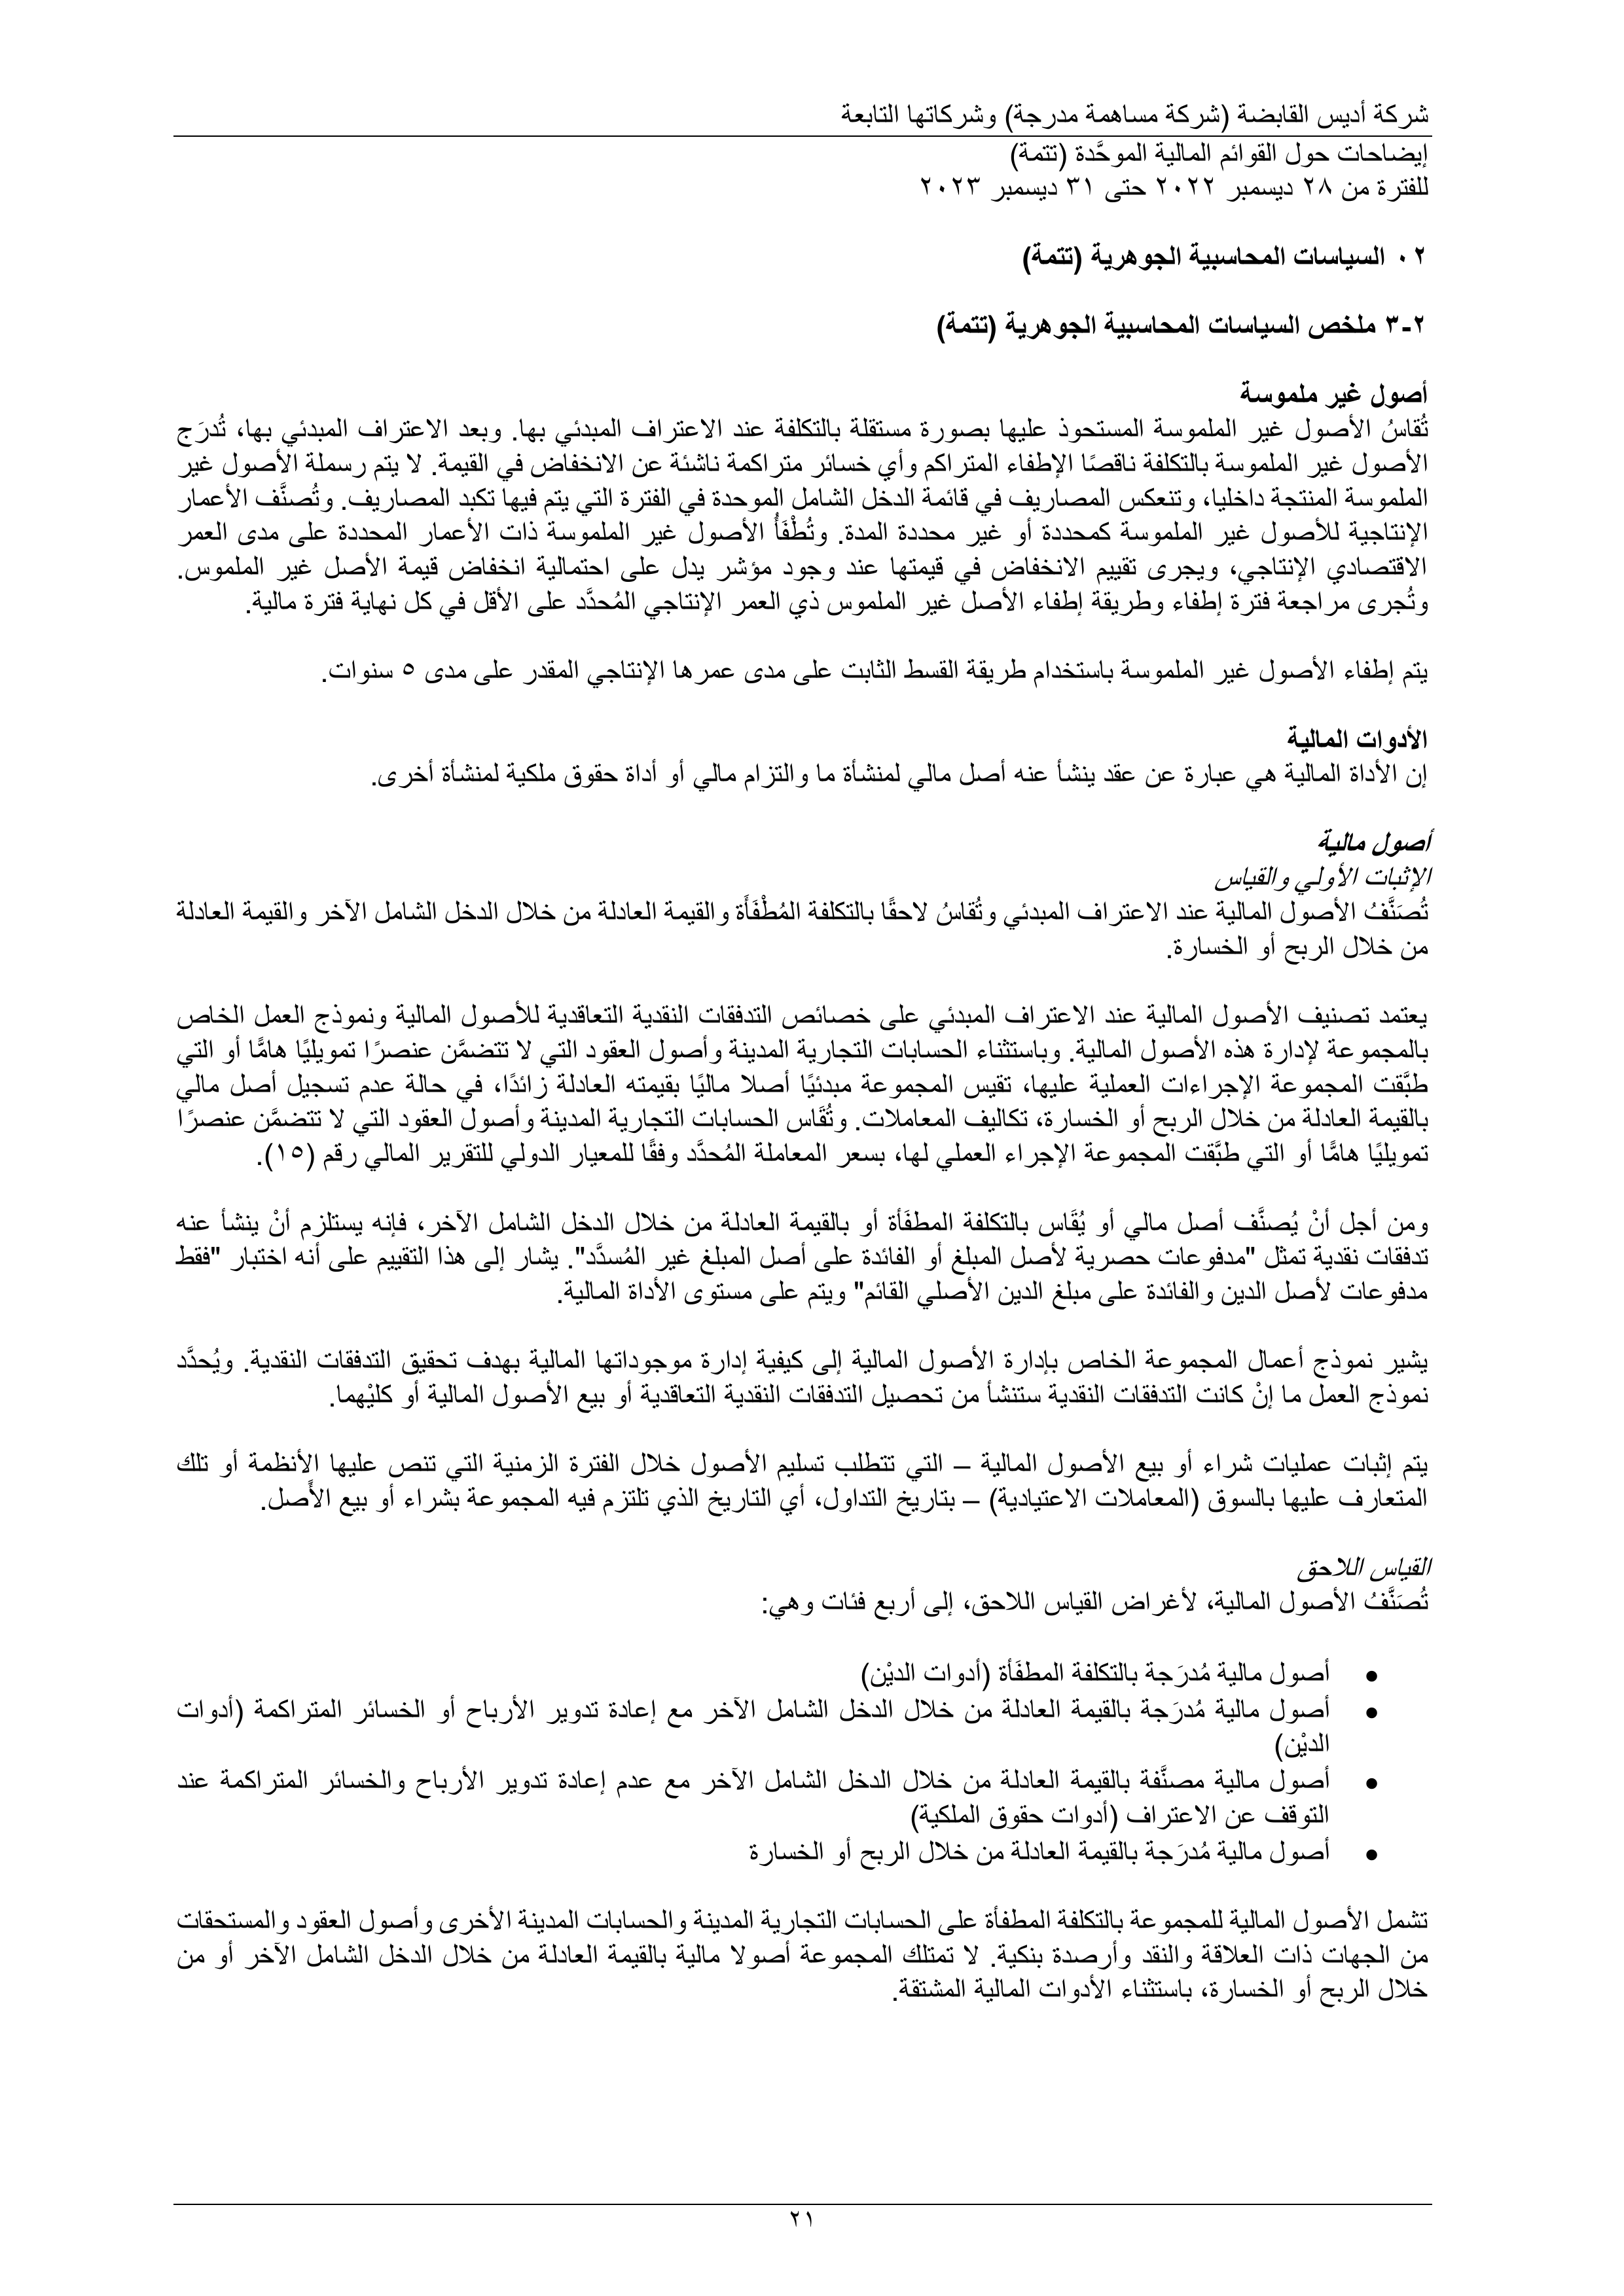 شركة أديس القابضة (شركة مساهمة مدرجة) وشركاتها التابعة
إيضاحات حول القوائم المالية الموحَّدة (تتمة)
للفترة من ٢٨ ديسمبر ٢٠٢٢ حتى ٣١ ديسمبر ٢٠٢٣
٠٢ السياسات المحاسبية الجوهرية (تتمة)
٢-٣ ملخص السياسات المحاسبية الجوهرية (تتمة)
أصول غير ملموسة
تُقاسُ الأصول غير الملموسة المستحوذ عليها بصورة مستقلة بالتكلفة عند الاعتراف المبدئي بها. وبعد الاعتراف المبدئي بها، تُدرَج
الأصول غير الملموسة بالتكلفة ناقصًا الإطفاء المتراكم وأي خسائر متراكمة ناشئة عن الانخفاض في القيمة. لا يتم رسملة الأصول غير
الملموسة المنتجة داخليا، وتنعكس المصاريف في قائمة الدخل الشامل الموحدة في الفترة التي يتم فيها تكبد المصاريف. وتُصنَّف الأعمار
الإنتاجية للأصول غير الملموسة كمحددة أو غير محددة المدة. وتُطْفَأُ الأصول غير الملموسة ذات الأعمار المحددة على مدى العمر
الاقتصادي الإنتاجي، ويجرى تقييم الانخفاض في قيمتها عند وجود مؤشر يدل على احتمالية انخفاض قيمة الأصل غير الملموس.
وتُجرى مراجعة فترة إطفاء وطريقة إطفاء الأصل غير الملموس ذي العمر الإنتاجي المُحدَّد على الأقل في كل نهاية فترة مالية.
يتم إطفاء الأصول غير الملموسة باستخدام طريقة القسط الثابت على مدى عمرها الإنتاجي المقدر على مدى ٥ سنوات.
الأدوات المالية
إن الأداة المالية هي عبارة عن عقد ينشأ عنه أصل مالي لمنشأة ما والتزام مالي أو أداة حقوق ملكية لمنشأة أخرى.
أصول مالية
الإثبات الأولي والقياس
تُصَنَّفُ الأصول المالية عند الاعتراف المبدئي وتُقاسُ لاحقًا بالتكلفة المُطْفَأَة والقيمة العادلة من خلال الدخل الشامل الآخر والقيمة العادلة
من خلال الربح أو الخسارة.
يعتمد تصنيف الأصول المالية عند الاعتراف المبدئي على خصائص التدفقات النقدية التعاقدية للأصول المالية ونموذج العمل الخاص
بالمجموعة لإدارة هذه الأصول المالية. وباستثناء الحسابات التجارية المدينة وأصول العقود التي لا تتضمَّن عنصرًا تمويليًا هامًّا أو التي
طبَّقت المجموعة الإجراءات العملية عليها، تقيس المجموعة مبدئيًا أصلا ماليًا بقيمته العادلة زائدًا، في حالة عدم تسجيل أصل مالي
بالقيمة العادلة من خلال الربح أو الخسارة، تكاليف المعاملات. وتُقَاس الحسابات التجارية المدينة وأصول العقود التي لا تتضمَّن عنصرًا
تمويليًا هامًّا أو التي طبَّقت المجموعة الإجراء العملي لها، بسعر المعاملة المُحدَّد وفقًا للمعيار الدولي للتقرير المالي رقم (١٥).
ومن أجل أنْ يُصنَّف أصل مالي أو يُقَاس بالتكلفة المطفَأة أو بالقيمة العادلة من خلال الدخل الشامل الآخر، فإنه يستلزم أنْ ينشأ عنه
تدفقات نقدية تمثل "مدفوعات حصرية لأصل المبلغ أو الفائدة على أصل المبلغ غير المُسدَّد". يشار إلى هذا التقييم على أنه اختبار "فقط
مدفوعات لأصل الدين والفائدة على مبلغ الدين الأصلي القائم" ويتم على مستوى الأداة المالية.
يشير نموذج أعمال المجموعة الخاص بإدارة الأصول المالية إلى كيفية إدارة موجوداتها المالية بهدف تحقيق التدفقات النقدية. ويُحدَّد
نموذج العمل ما إنْ كانت التدفقات النقدية ستنشأ من تحصيل التدفقات النقدية التعاقدية أو بيع الأصول المالية أو كليْهما.
يتم إثبات عمليات شراء أو بيع الأصول المالية – التي تتطلب تسليم الأصول خلال الفترة الزمنية التي تنص عليها الأنظمة أو تلك
المتعارف عليها بالسوق (المعاملات الاعتيادية) – بتاريخ التداول، أي التاريخ الذي تلتزم فيه المجموعة بشراء أو بيع الأَصل.
القياس اللاحق
تُصَنَّفُ الأصول المالية، لأغراض القياس اللاحق، إلى أربع فئات وهي:
• أصول مالية مُدرَجة بالتكلفة المطفَأة (أدوات الديْن)
• أصول مالية مُدرَجة بالقيمة العادلة من خلال الدخل الشامل الآخر مع إعادة تدوير الأرباح أو الخسائر المتراكمة (أدوات
الديْن)
• أصول مالية مصنَّفة بالقيمة العادلة من خلال الدخل الشامل الآخر مع عدم إعادة تدوير الأرباح والخسائر المتراكمة عند
التوقف عن الاعتراف (أدوات حقوق الملكية)
• أصول مالية مُدرَجة بالقيمة العادلة من خلال الربح أو الخسارة
تشمل الأصول المالية للمجموعة بالتكلفة المطفأة على الحسابات التجارية المدينة والحسابات المدينة الأخرى وأصول العقود والمستحقات
من الجهات ذات العلاقة والنقد وأرصدة بنكية. لا تمتلك المجموعة أصولا مالية بالقيمة العادلة من خلال الدخل الشامل الآخر أو من
خلال الربح أو الخسارة، باستثناء الأدوات المالية المشتقة.
٢١